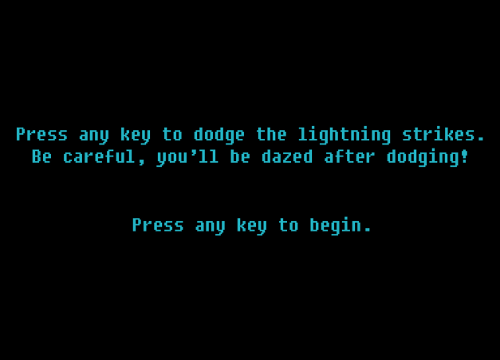 Press any key to dodge the lightning strikes.
Be careful, you'll be dazed after dodging!
Press any key to begin.